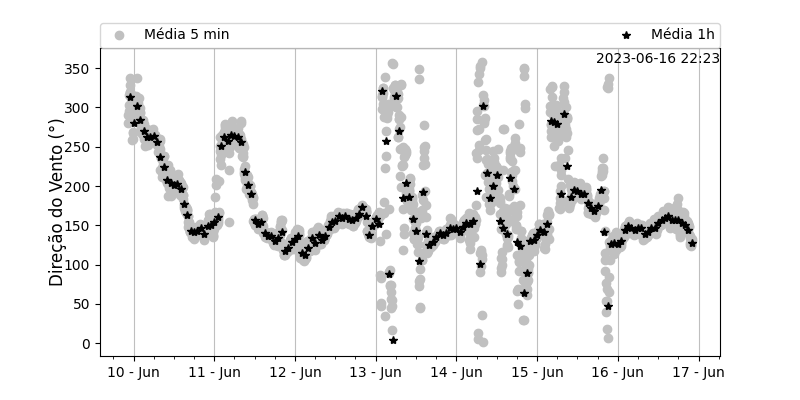 Média 5 min
Média 1h
2023-06-16 22:23
Direção do Vento (°)
350
300
250
200
150
100
50
0
10 - Jun
11 - Jun
12 - Jun
13 - Jun
14 - Jun
15 - Jun
16 - Jun
17 - Jun